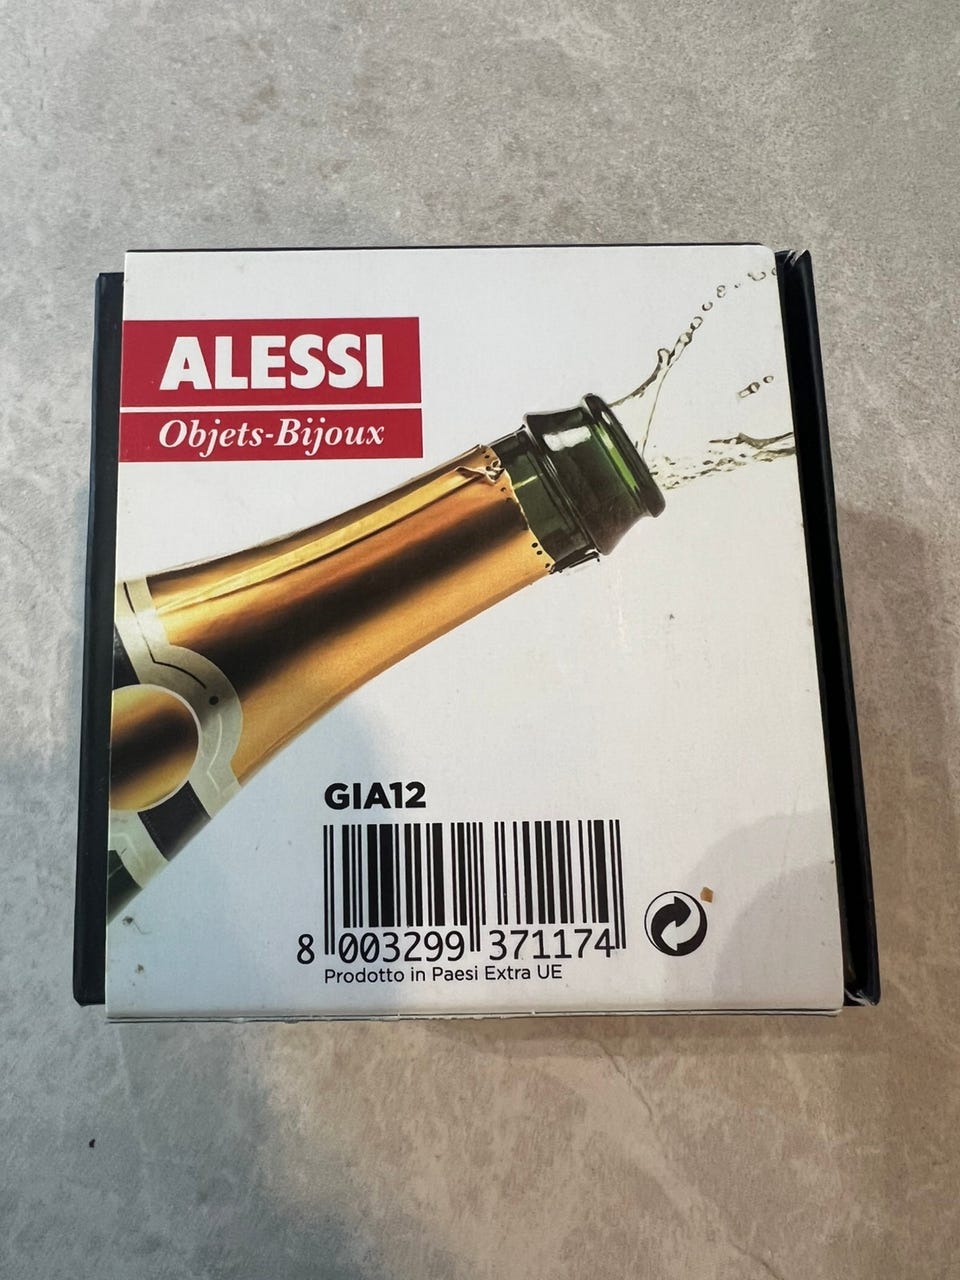 ALESSI
Objets-Bijoux
GIA12
8 003299 371174
Prodotto in Paesi Extra UE